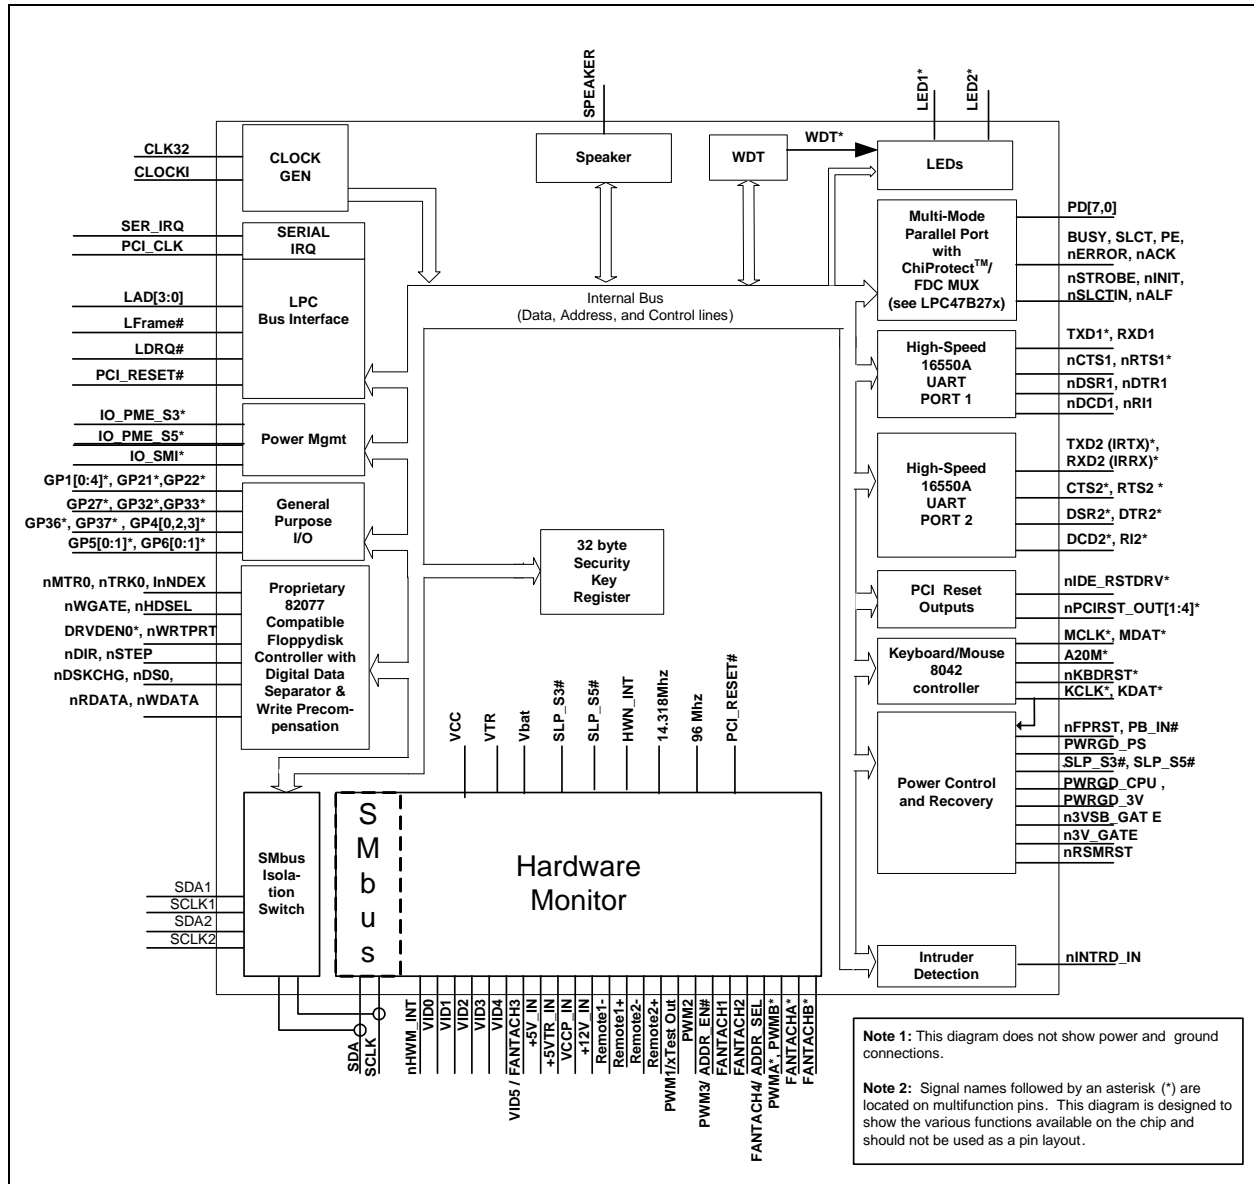 SPEAKER
LED1*
LED2*
CLK32
CLOCKI
CLOCK
GEN
Speaker
WDT
WDT*
LEDs
SER_IRQ
PCI_CLK
SERIAL
IRQ
LAD[3:0]
LFrame#
LDRQ#
PCI_RESET#
LPC
Bus Interface
Internal Bus
(Data, Address, and Control lines)
Multi-Mode
Parallel Port
with
ChiProtect™/
FDC MUX
(see LPC47B27x)
PD[7,0]
BUSY, SLCT, PE,
nERROR, nACK
nSTROBE, nINIT,
nSLCTIN, nALF
High-Speed
16550A
UART
PORT 1
TXD1*, RXD1
nCTS1, nRTS1*
nDSR1, nDTR1
nDCD1, nRI1
IO_PME_S3*
IO_PME_S5*
IO_SMI*
Power Mgmt
GP1[0:4]*, GP21*,GP22*
GP27*, GP32*,GP33*
GP36*, GP37* , GP4[0,2,3]*
GP5[0:1]*, GP6[0:1]*
General
Purpose
I/O
High-Speed
16550A
UART
PORT 2
TXD2 (IRTX)*,
RXD2 (IRRX)*
CTS2*, RTS2 *
DSR2*, DTR2*
DCD2*, RI2*
32 byte
Security
Key
Register
nMTR0, nTRK0, InNDEX
nWGATE, nHDSEL
DRVDEN0*, nWRTPRT
nDIR, nSTEP
nDSKCHG, nDS0,
nRDATA, nWDATA
Proprietary
82077
Compatible
Floppydisk
Controller with
Digital Data
Separator &
Write Precom-
pensation
PCI Reset
Outputs
nIDE_RSTDRV*
nPCIRST_OUT[1:4]*
Keyboard/Mouse
8042
controller
MCLK*, MDAT*
A20M*
nKBDRST*
KCLK*, KDAT*
Power Control
and Recovery
nFPRST, PB_IN#
PWRGD_PS
SLP_S3#, SLP_S5#
PWRGD_CPU ,
PWRGD_3V
n3VSB_GAT E
n3V_GATE
nRSMRST
VCC
VTR
Vbat
SLP_S3#
SLP_S5#
HWN_INT
14.318Mhz
96 Mhz
PCI_RESET#
SMbus
Isola-
tion
Switch
SDA1
SCLK1
SDA2
SCLK2
SMbus
Hardware
Monitor
Intruder
Detection
nINTRD_IN
SDA
SCLK
nHWM_INT
VID0
VID1
VID2
VID3
VID4
VID5 / FANTACH3
+5V_IN
+5VTR_IN
VCCP_IN
+12V_IN
Remote1-
Remote1+
Remote2-
Remote2+
PWM1/xTest Out
PWM2
PWM3/ ADDR_EN#
FANTACH1
FANTACH2
FANTACH4/ ADDR_SEL
PWMA*, PWMB*
FANTACHA*
FANTACHB*
Note 1: This diagram does not show power and ground
connections.
Note 2: Signal names followed by an asterisk (*) are
located on multifunction pins. This diagram is designed to
show the various functions available on the chip and
should not be used as a pin layout.